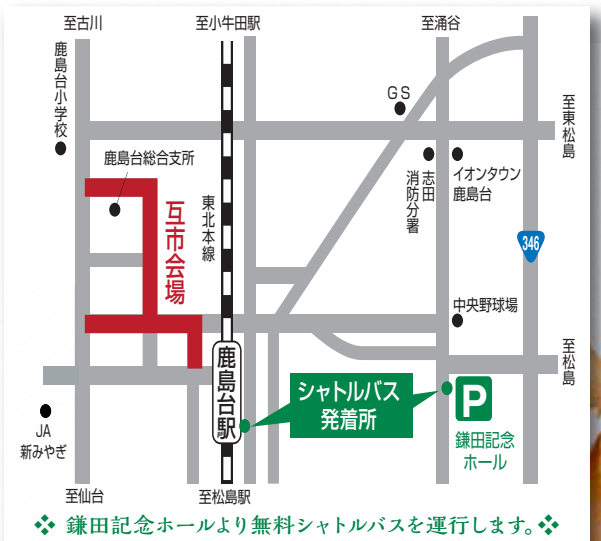 至古川
至小牛田駅
至涌谷
鹿島台小学校
GS
至東松島
鹿島台総合支所
志田
消防分署
イオンタウン
鹿島台
互市会場
東北本線
346
中央野球場
至松島
鹿島台駅
シャトルバス
発着所
P
鎌田記念
ホール
JA
新みやぎ
至仙台
至松島駅
❖ 鎌田記念ホールより無料シャトルバスを運行します。❖